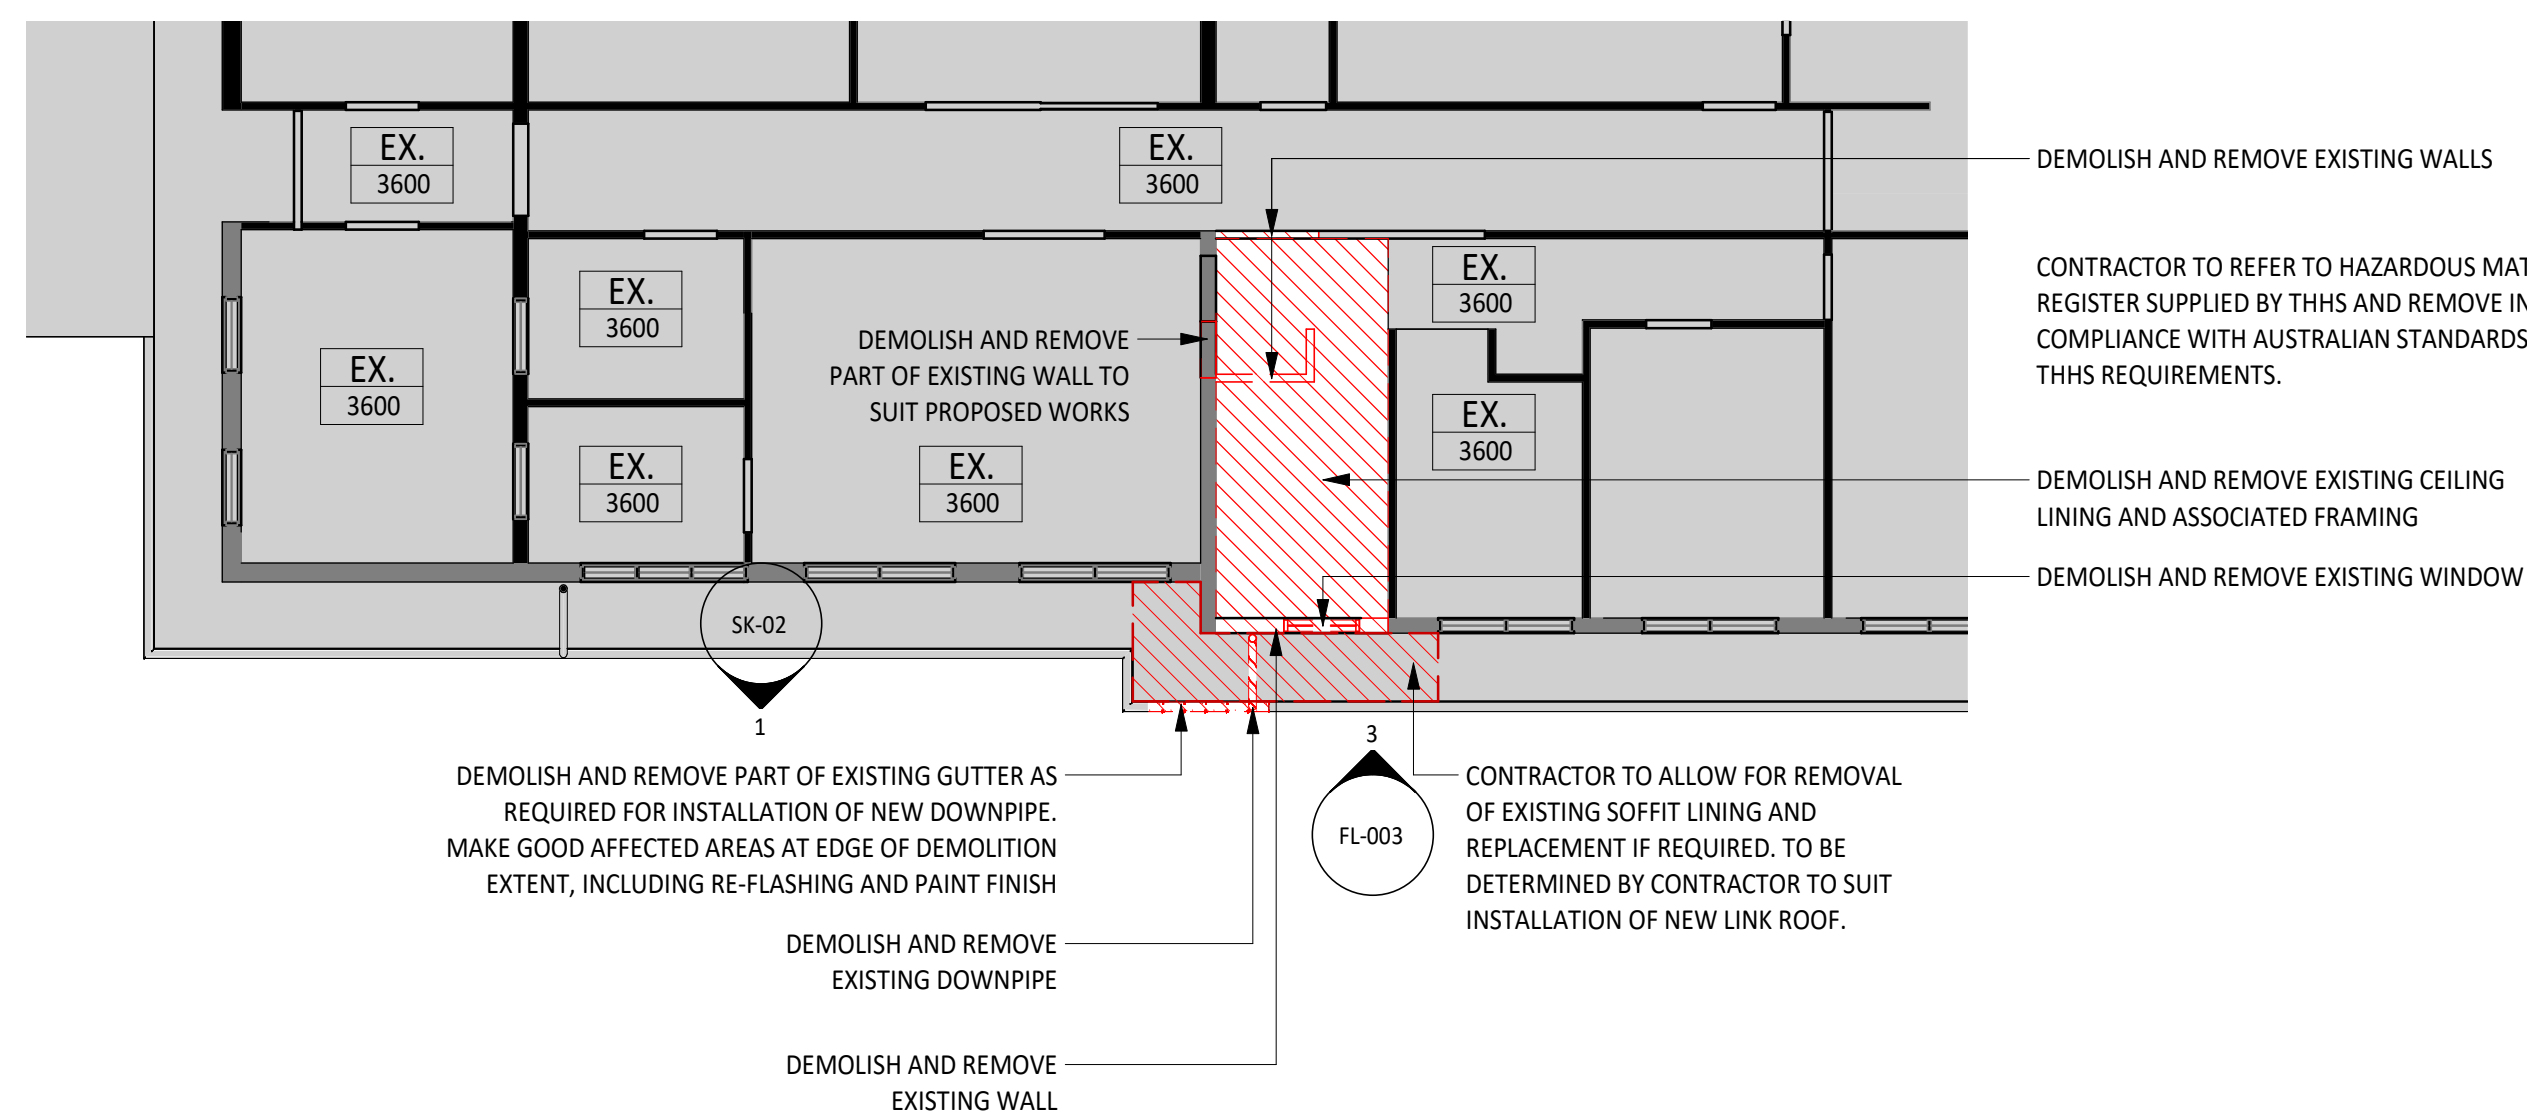 EX.
3600
EX.
3600
DEMOLISH AND REMOVE EXISTING WALLS
EX.
3600
EX.
3600
CONTRACTOR TO REFER TO HAZARDOUS MAT
REGISTER SUPPLIED BY THHS AND REMOVE IN
COMPLIANCE WITH AUSTRALIAN STANDARDS
THHS REQUIREMENTS.
DEMOLISH AND REMOVE
PART OF EXISTING WALL TO
SUIT PROPOSED WORKS
EX.
3600
EX.
3600
EX.
3600
EX.
3600
DEMOLISH AND REMOVE EXISTING CEILING
LINING AND ASSOCIATED FRAMING
DEMOLISH AND REMOVE EXISTING WINDOW
SK-02
1
3
FL-003
DEMOLISH AND REMOVE PART OF EXISTING GUTTER AS
REQUIRED FOR INSTALLATION OF NEW DOWNPIPE.
MAKE GOOD AFFECTED AREAS AT EDGE OF DEMOLITION
EXTENT, INCLUDING RE-FLASHING AND PAINT FINISH
CONTRACTOR TO ALLOW FOR REMOVAL
OF EXISTING SOFFIT LINING AND
REPLACEMENT IF REQUIRED. TO BE
DETERMINED BY CONTRACTOR TO SUIT
INSTALLATION OF NEW LINK ROOF.
DEMOLISH AND REMOVE
EXISTING DOWNPIPE
DEMOLISH AND REMOVE
EXISTING WALL